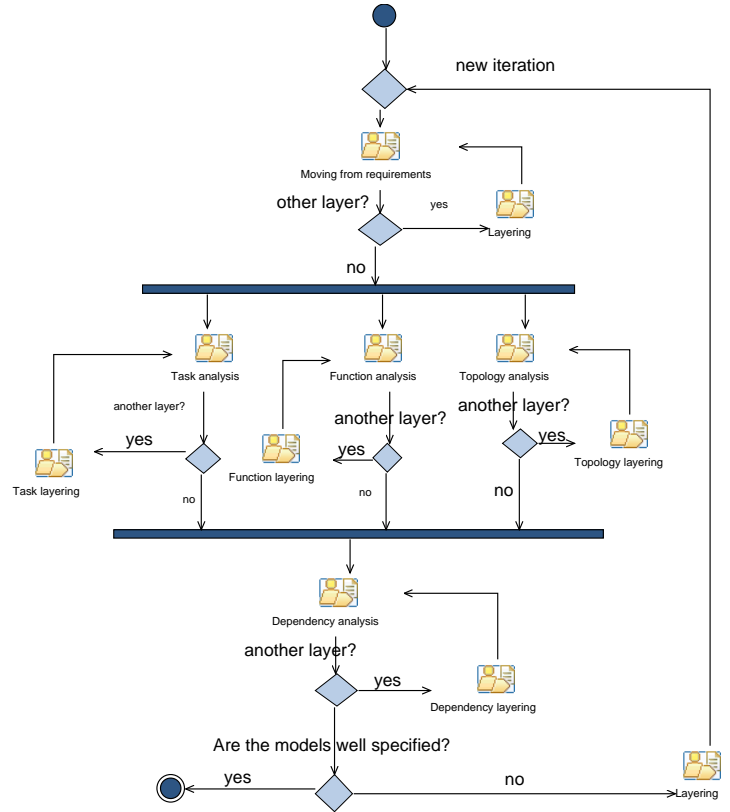 new iteration
Moving from requirements
other layer?
yes
Layering
no
Task analysis
Function analysis
Topology analysis
another layer?
another layer?
another layer?
yes
yes
yes
Task layering
Function layering
Topology layering
no
no
no
Dependency analysis
another layer?
yes
Dependency layering
Are the models well specified?
yes
no
Layering